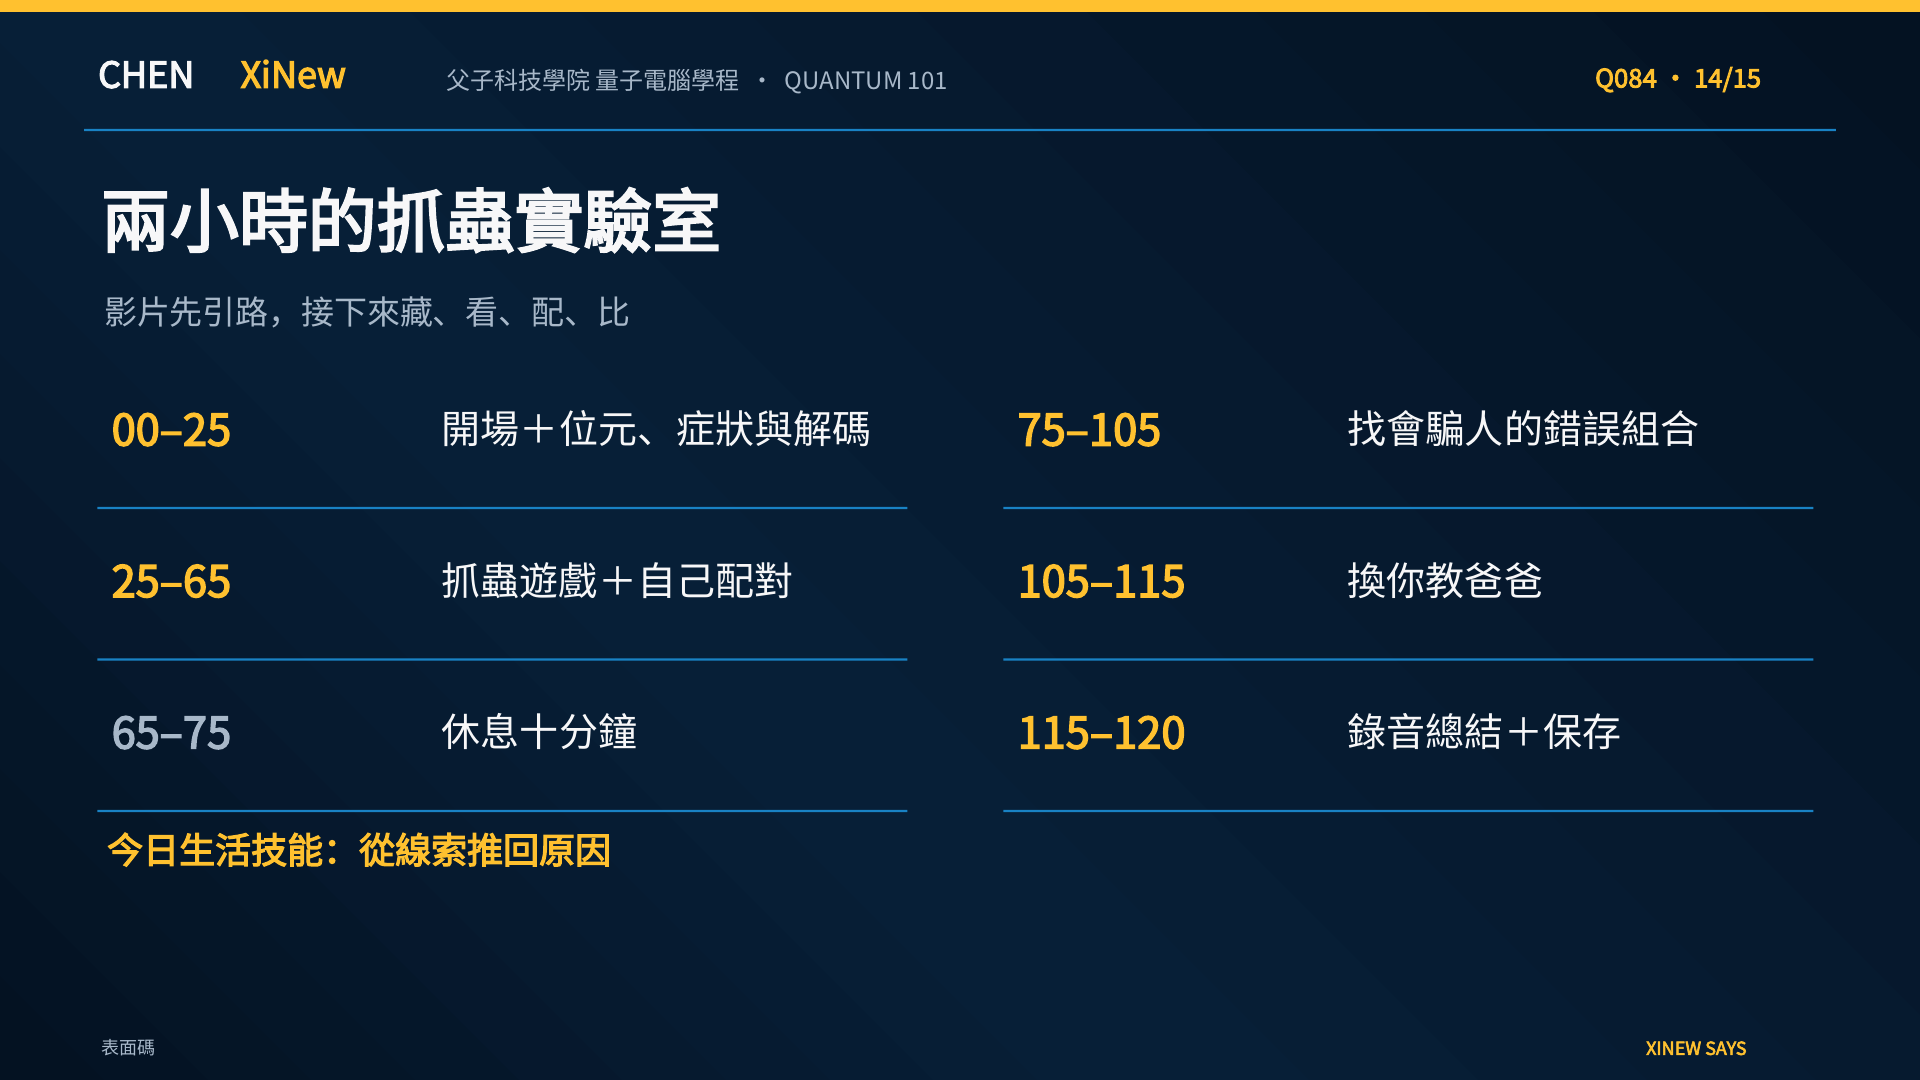 CHEN XiNew 父子科技學院 量子電腦學程 • QUANTUM 101 Q084 • 14/15
兩小時的抓蟲實驗室
影片先引路，接下來藏、看、配、比
00–25 開場＋位元、症狀與解碼
25–65 抓蟲遊戲＋自己配對
65–75 休息十分鐘
75–105 找會騙人的錯誤組合
105–115 換你教爸爸
115–120 錄音總結＋保存
今日生活技能：從線索推回原因
表面碼 XINEW SAYS